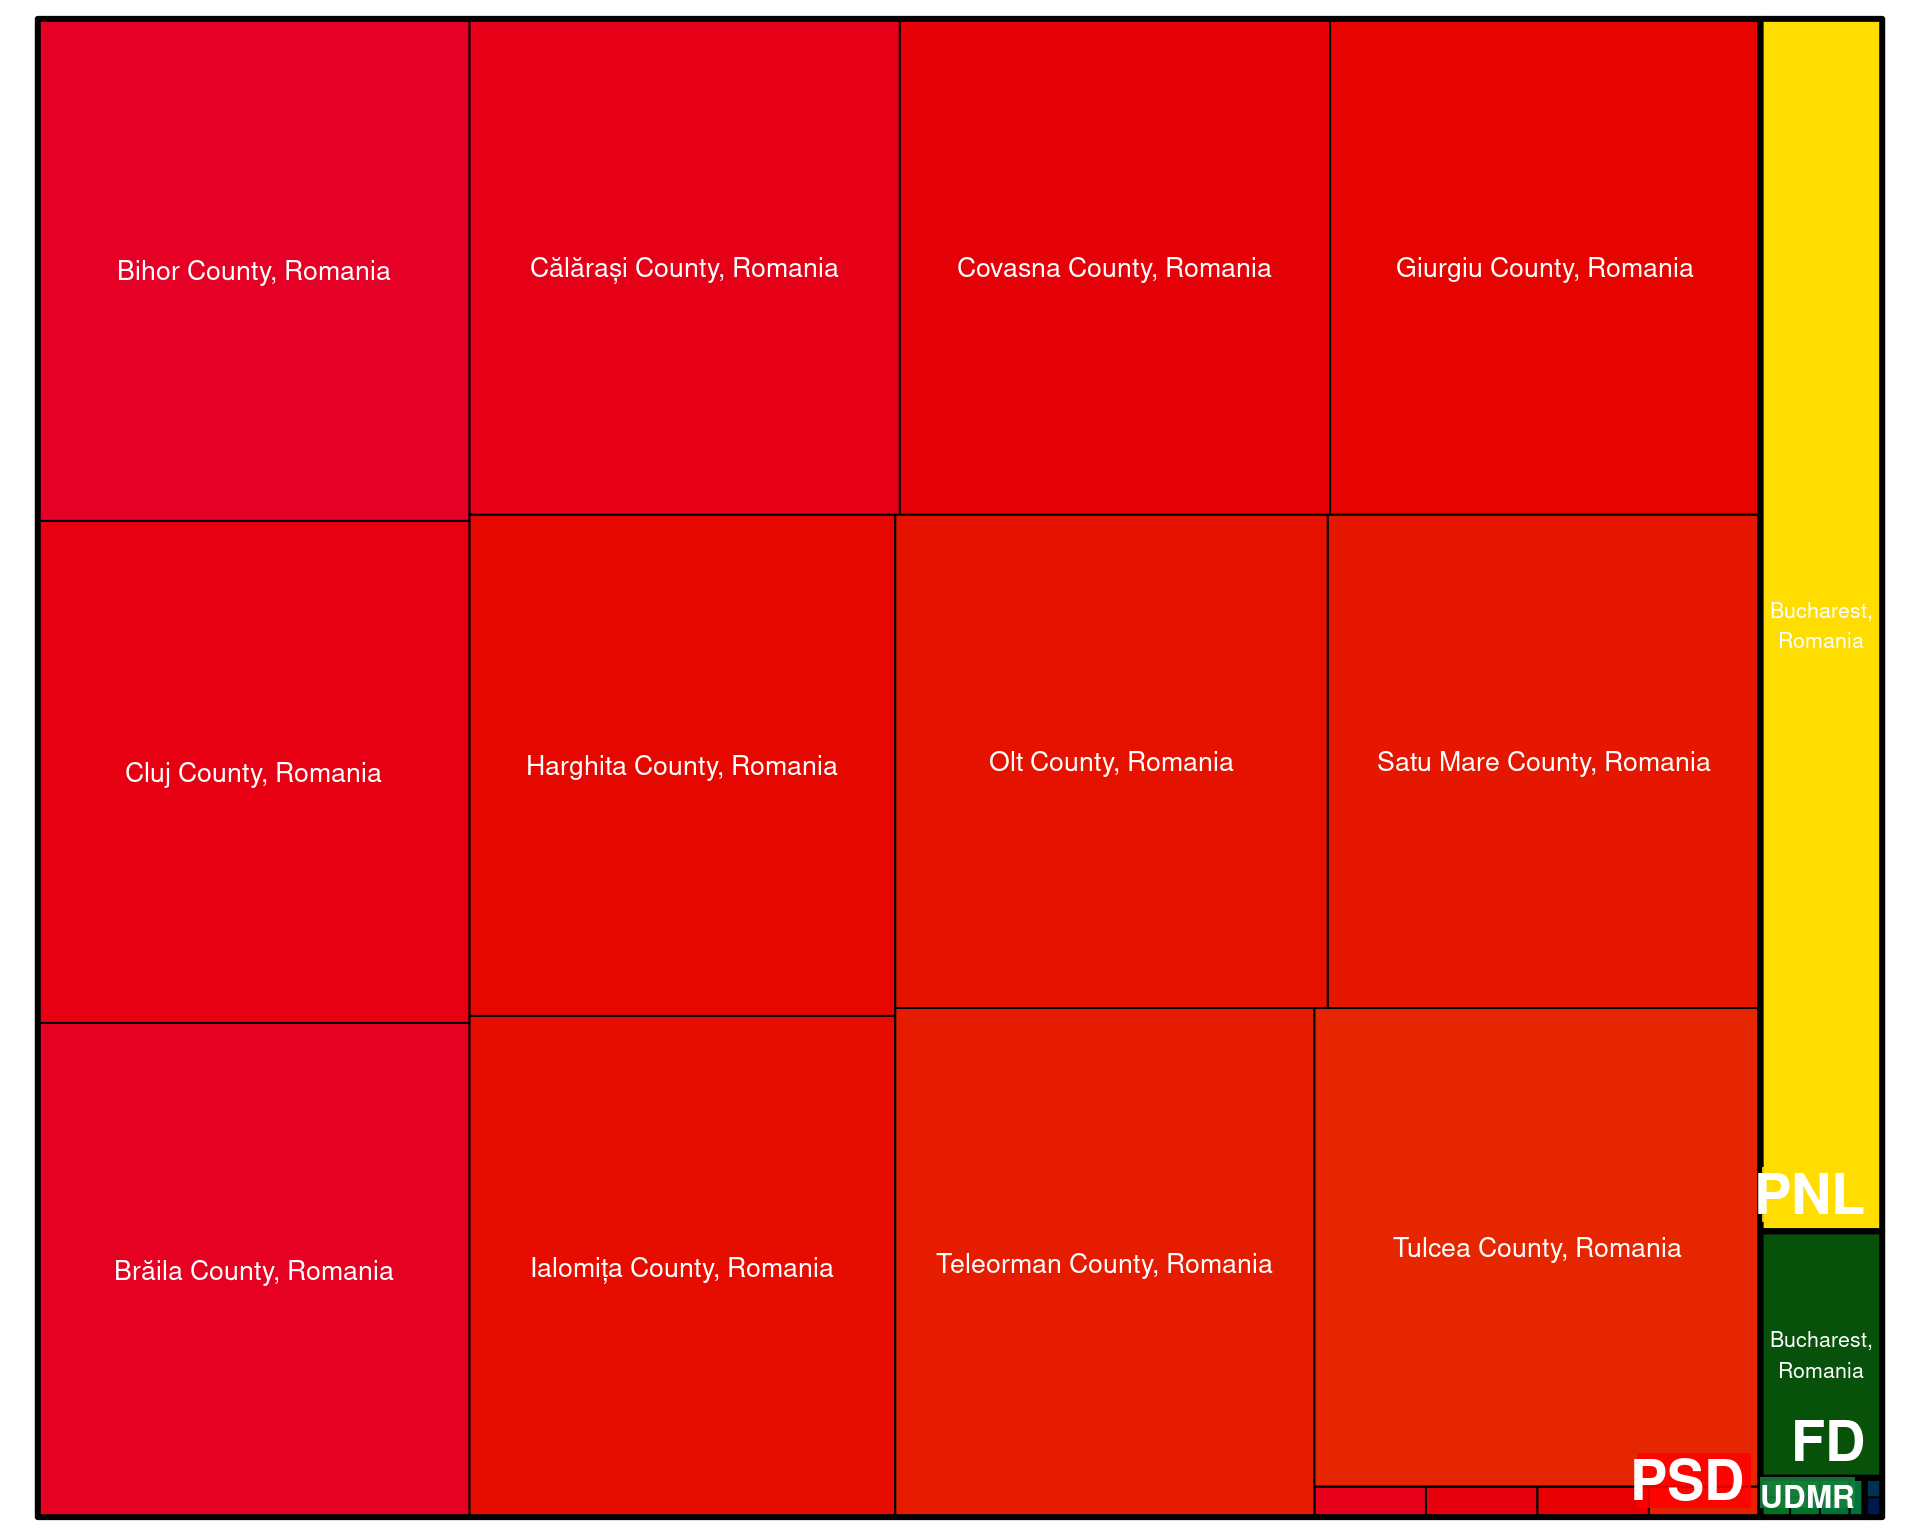 Bihor County, Romania
Călărași County, Romania
Covasna County, Romania
Giurgiu County, Romania
Bucharest,
Romania
Cluj County, Romania
Harghita County, Romania
Olt County, Romania
Satu Mare County, Romania
Brăila County, Romania
Ialomița County, Romania
Teleorman County, Romania
Tulcea County, Romania
PSD
PNL
Bucharest,
Romania
FD
UDMR